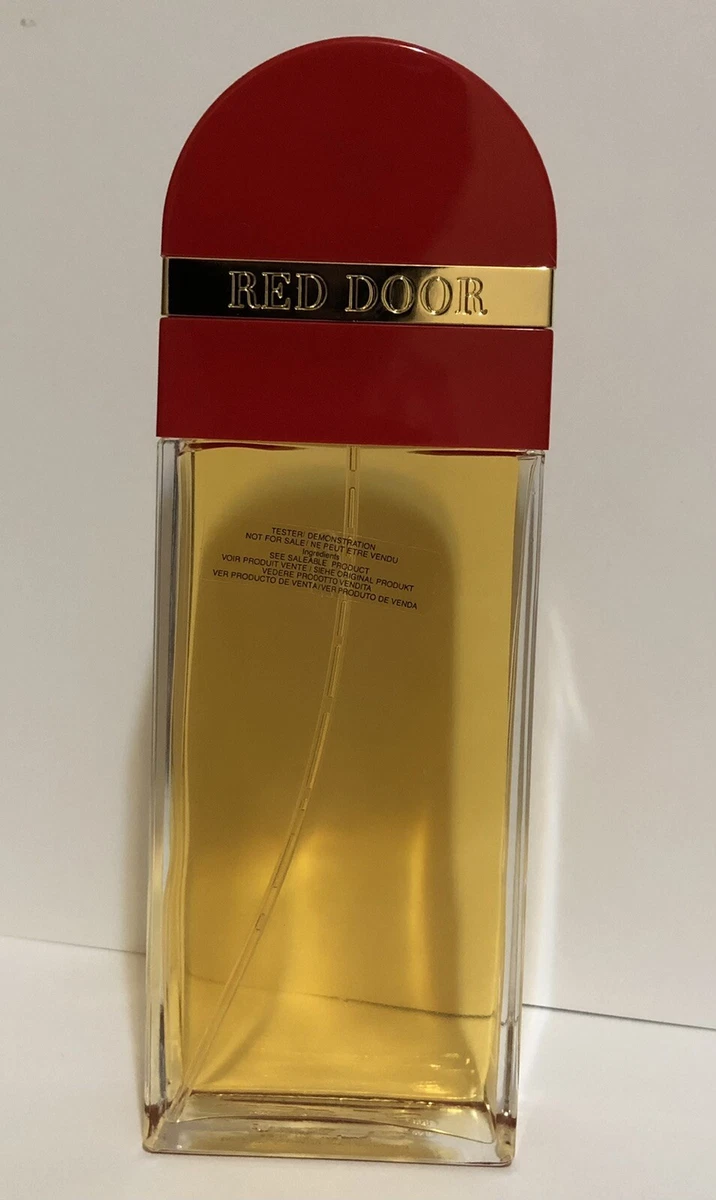 RED DOOR
TESTER/ DEMONSTRATION
NOT FOR SALE/ NE PEUT ETRE VENDU
Ingredients
SEE SALEABLE PRODUCT
VOIR PRODUIT VENTE / SIEHE ORIGINAL PRODUKT
VEDERE PRODOTTO VENDITA
VER PRODUCTO DE VENTA/VER PRODUTO DE VENDA